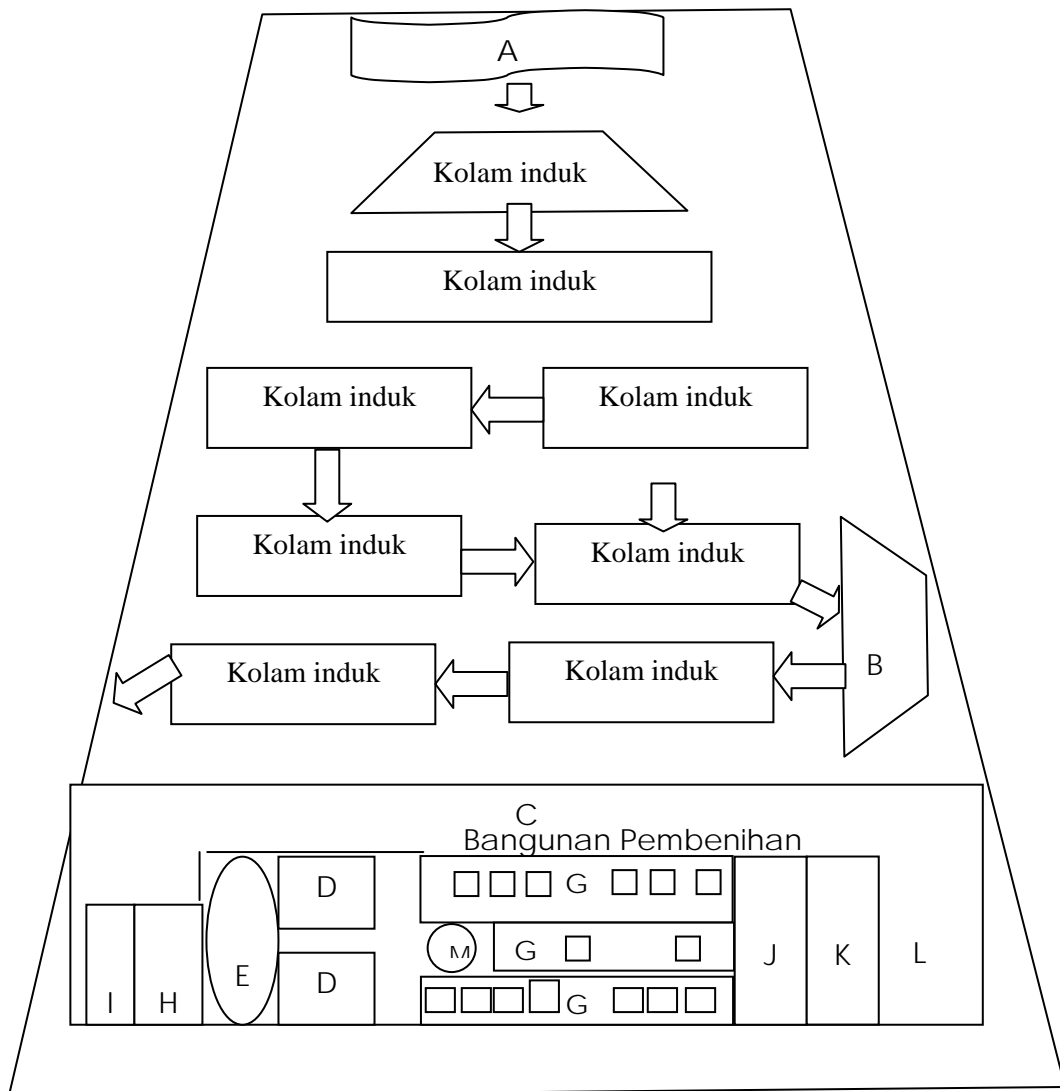 A
Kolam induk
Kolam induk
Kolam induk Kolam induk
Kolam induk Kolam induk
Kolam induk Kolam induk B
C
Bangunan Pembenihan
D G
M G J K L
I H E D G